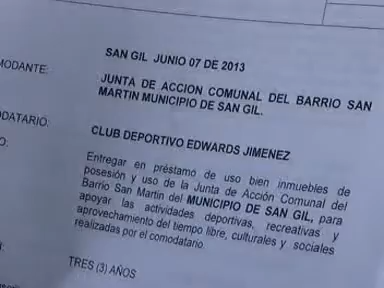 SAN GIL JUNIO 07 DE 2013
MODANTE:
JUNTA DE ACCION COMUNAL DEL BARRIO SAN
MARTIN MUNICIPIO DE SAN GIL.
DATARIO:
CLUB DEPORTIVO EDWARDS JIMENEZ
O:
Entregar en préstamo de uso bien inmuebles de
posesión y uso de la Junta de Acción Comunal del
Barrio San Martin del MUNICIPIO DE SAN GIL, para
apoyar las actividades deportivas, recreativas y
aprovechamiento del tiempo libre, culturales y sociales
realizadas por el comodatario.
TRES (3) AÑOS